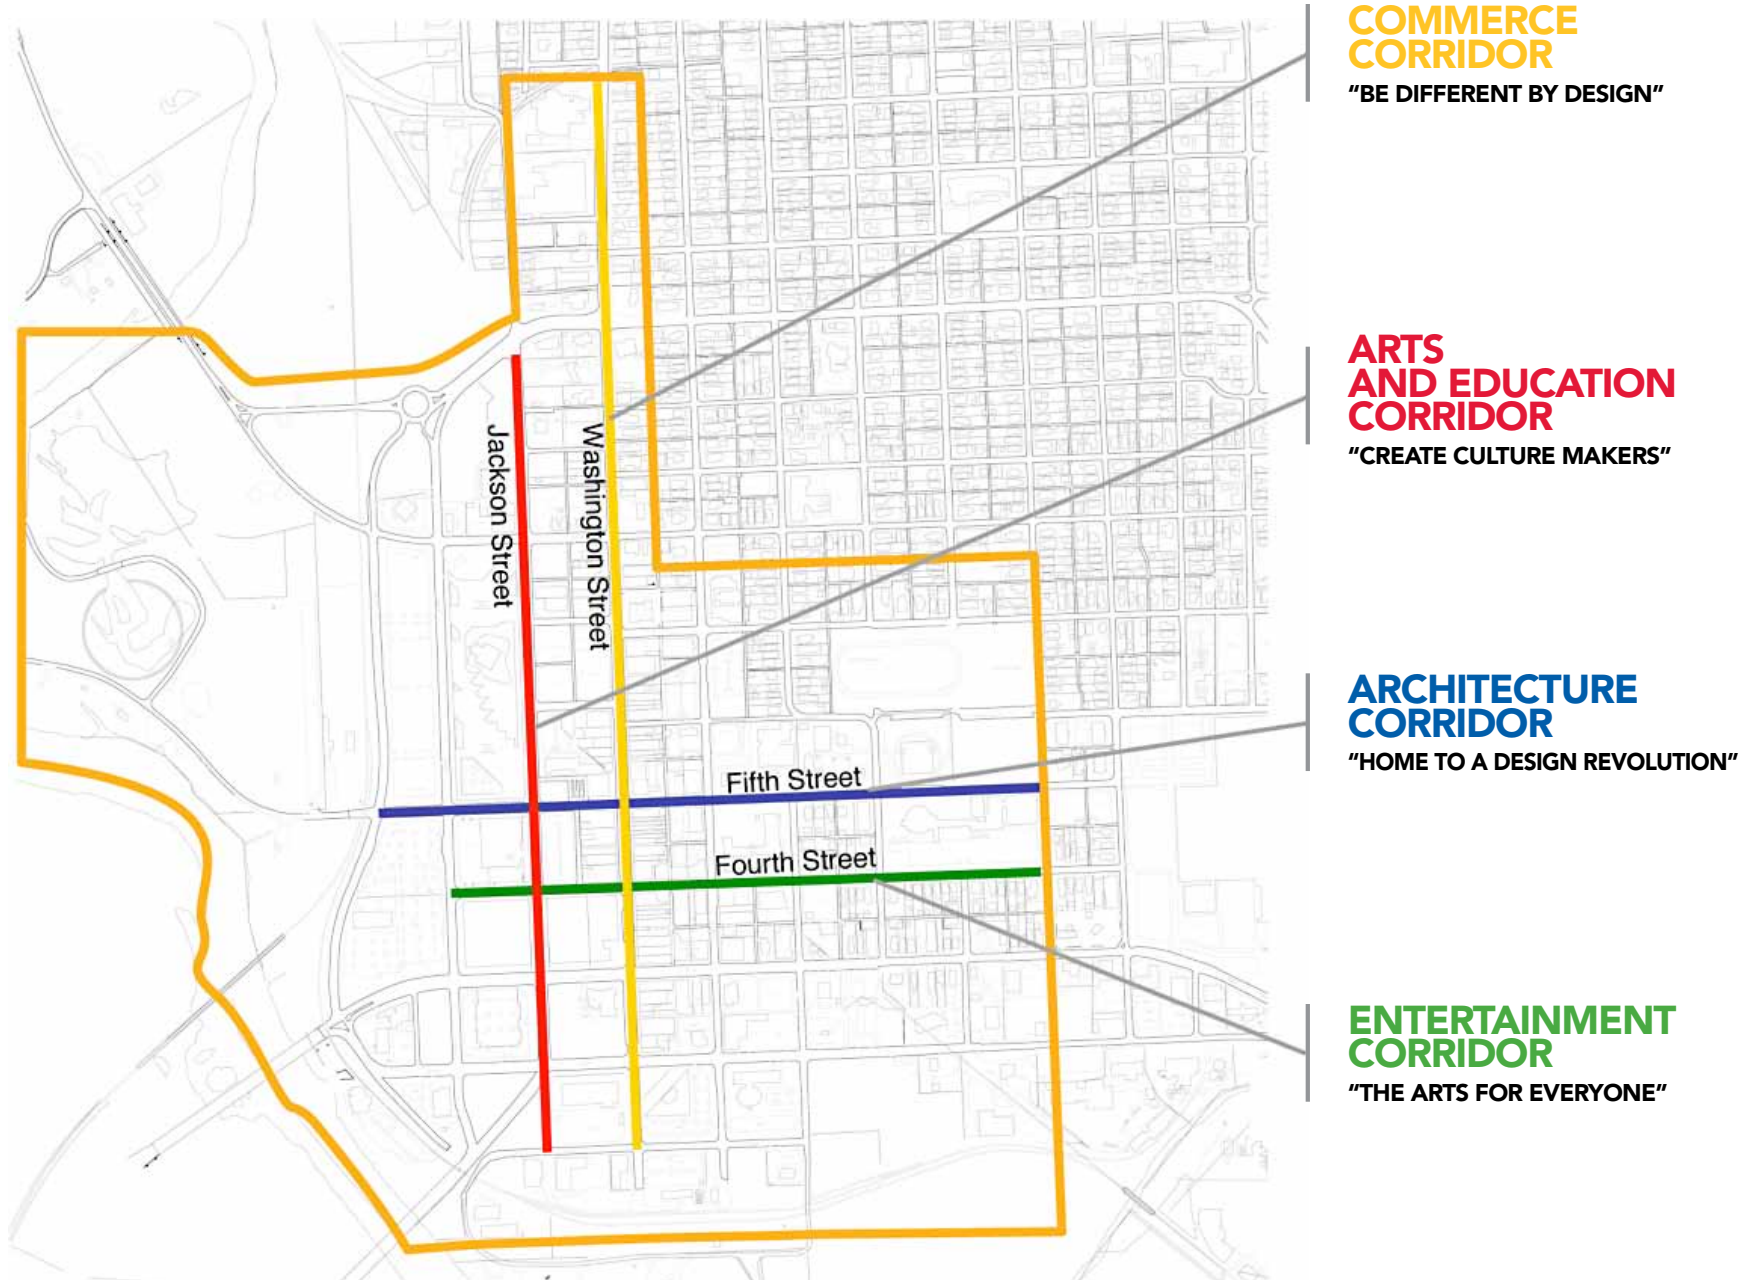 COMMERCE
CORRIDOR
“BE DIFFERENT BY DESIGN”
ARTS
AND EDUCATION
CORRIDOR
“CREATE CULTURE MAKERS”
Jackson Street
Washington Street
ARCHITECTURE
CORRIDOR
“HOME TO A DESIGN REVOLUTION”
Fifth Street
Fourth Street
ENTERTAINMENT
CORRIDOR
“THE ARTS FOR EVERYONE”